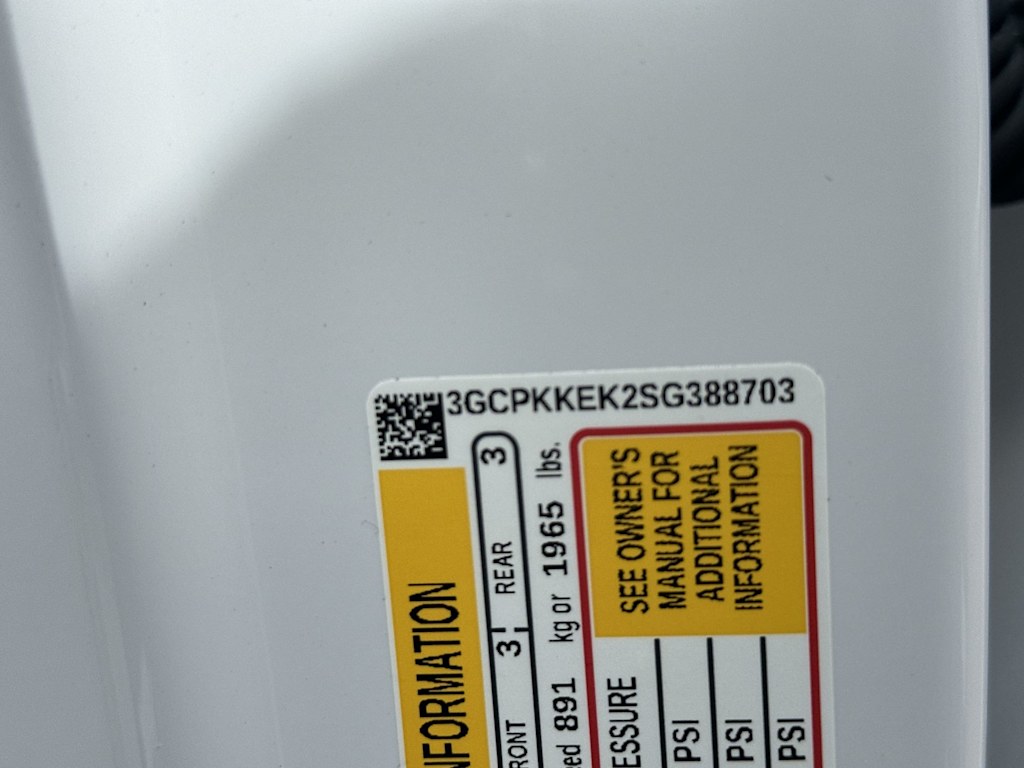 3GCPKKEK2SG388703
NFORMATION
RONT 3 REAR 3
ed 891 kg or 1965 lbs.
ESSURE
SEE OWNER'S
MANUAL FOR
ADDITIONAL
INFORMATION
PSI
PSI
PSI